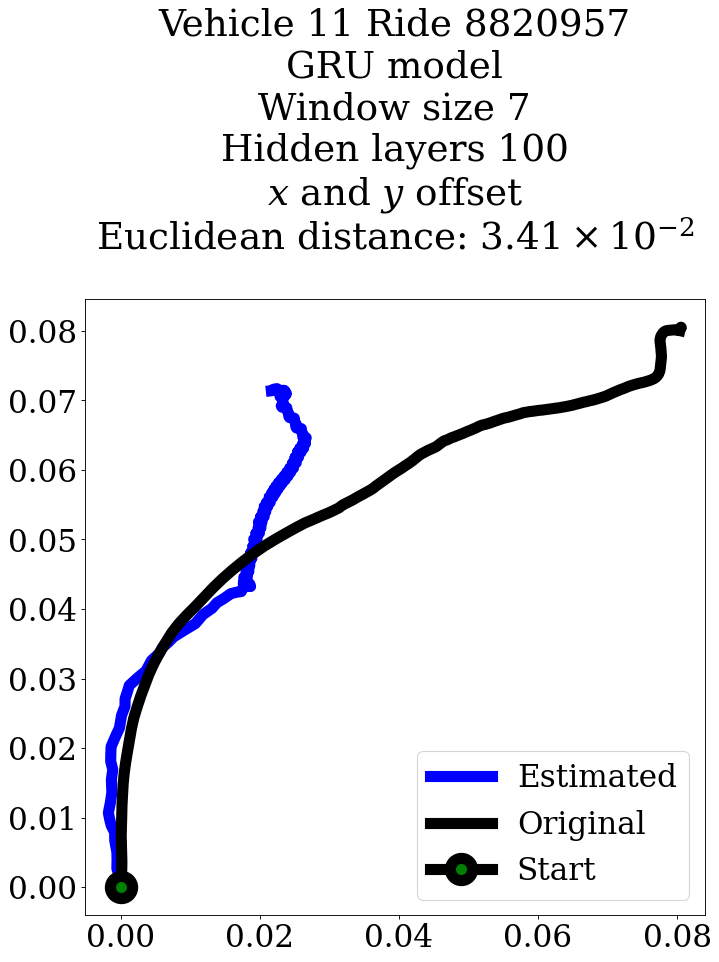 Vehicle 11 Ride 8820957
GRU model
Window size 7
Hidden layers 100
x and y offset
Euclidean distance: 3.41 × 10⁻²
0.08
0.07
0.06
0.05
0.04
0.03
0.02
0.01
0.00
Estimated
Original
Start
0.00 0.02 0.04 0.06 0.08